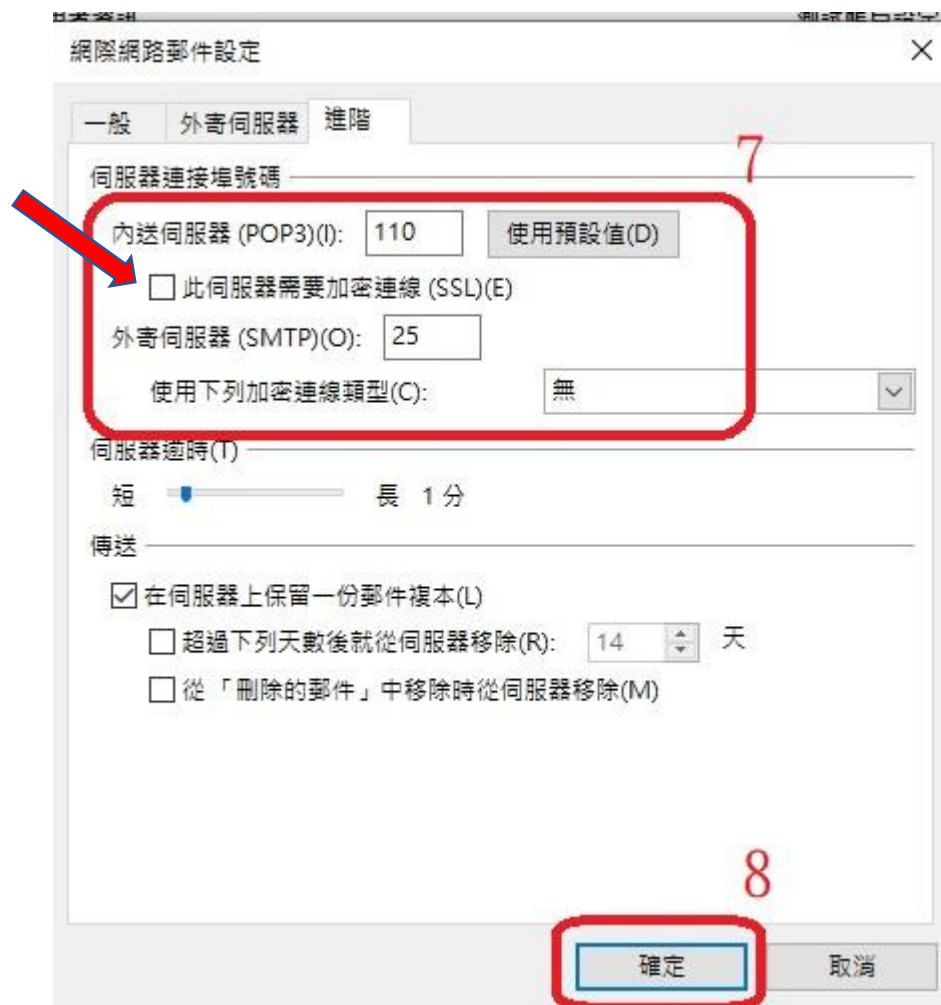 網際網路郵件設定
一般 外寄伺服器 進階
7
伺服器連接埠號碼
內送伺服器 (POP3)(I): 110 使用預設值(D)
此伺服器需要加密連線 (SSL)(E)
外寄伺服器 (SMTP)(O): 25
使用下列加密連線類型(C): 無
伺服器逾時(T)
短 長 1 分
傳送
在伺服器上保留一份郵件複本(L)
超過下列天數後就從伺服器移除(R): 14 天
從「刪除的郵件」中移除時從伺服器移除(M)
8
確定 取消